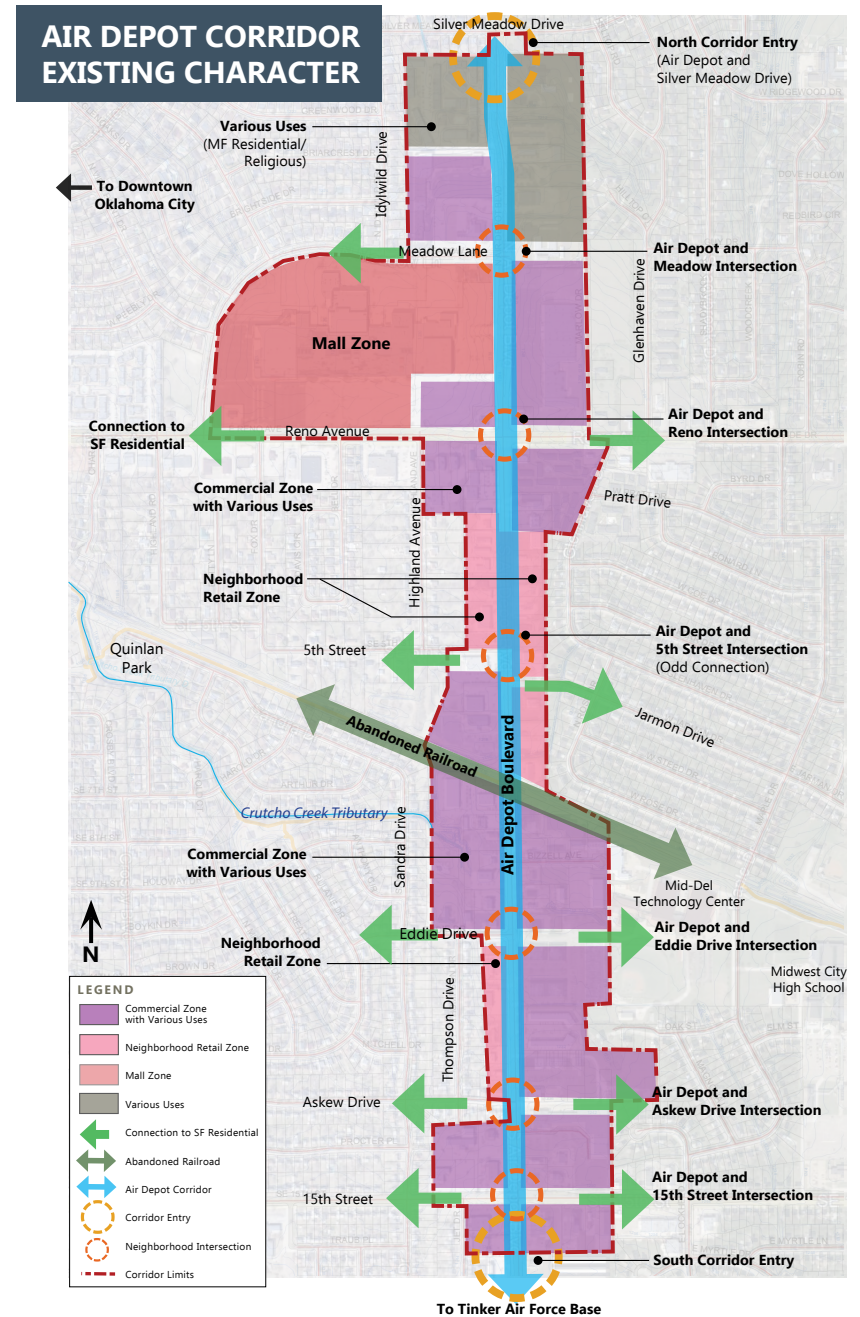 AIR DEPOT CORRIDOR
EXISTING CHARACTER
Silver Meadow Drive
North Corridor Entry
(Air Depot and
Silver Meadow Drive)
Various Uses
(MF Residential/
Religious)
Idylwild Drive
To Downtown
Oklahoma City
Meadow Lane
Air Depot and
Meadow Intersection
Glenhaven Drive
Mall Zone
Connection to
SF Residential
Reno Avenue
Air Depot and
Reno Intersection
Commercial Zone
with Various Uses
Pratt Drive
Highland Avenue
Neighborhood
Retail Zone
5th Street
Air Depot and
5th Street Intersection
(Odd Connection)
Quinlan
Park
Jarmon Drive
Abandoned Railroad
Air Depot Boulevard
Crutcho Creek Tributary
Sandra Drive
Commercial Zone
with Various Uses
Mid-Del
Technology Center
Eddie Drive
Air Depot and
Eddie Drive Intersection
Neighborhood
Retail Zone
N
Midwest City
High School
Thompson Drive
LEGEND
Commercial Zone
with Various Uses
Neighborhood Retail Zone
Mall Zone
Various Uses
Connection to SF Residential
Abandoned Railroad
Air Depot Corridor
Corridor Entry
Neighborhood Intersection
Corridor Limits
Askew Drive
Air Depot and
Askew Drive Intersection
15th Street
Air Depot and
15th Street Intersection
South Corridor Entry
To Tinker Air Force Base